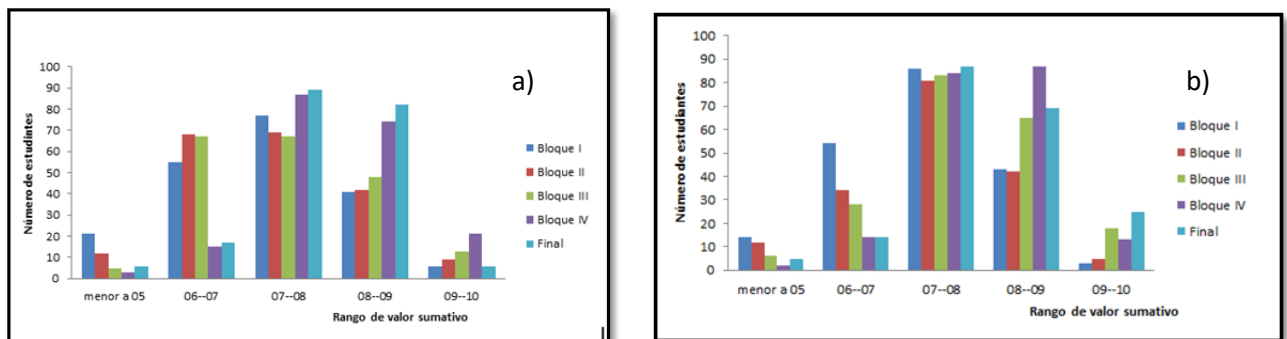 a)
Número de estudintes
100
90
80
70
60
50
40
30
20
10
0
menor a 05 06--07 07--08 08--09 09--10
Rango de valor sumativo
Bloque I
Bloque II
Bloque III
Bloque IV
Final
b)
Número de estudiantes
100
90
80
70
60
50
40
30
20
10
0
menor a 05 06--07 07--08 08--09 09--10
Rango de valor sumativo
Bloque I
Bloque II
Bloque III
Bloque IV
Final